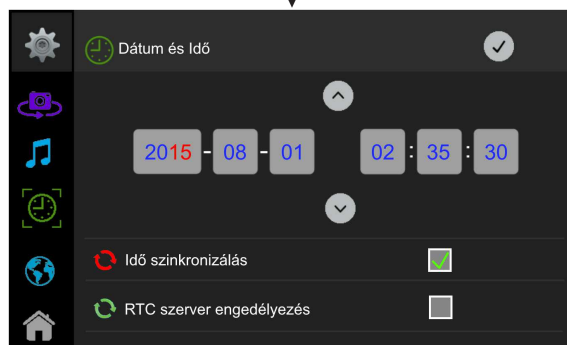 Dátum és Idő
2015-08-01 02:35:30
Idő szinkronizálás
RTC szerver engedélyezés